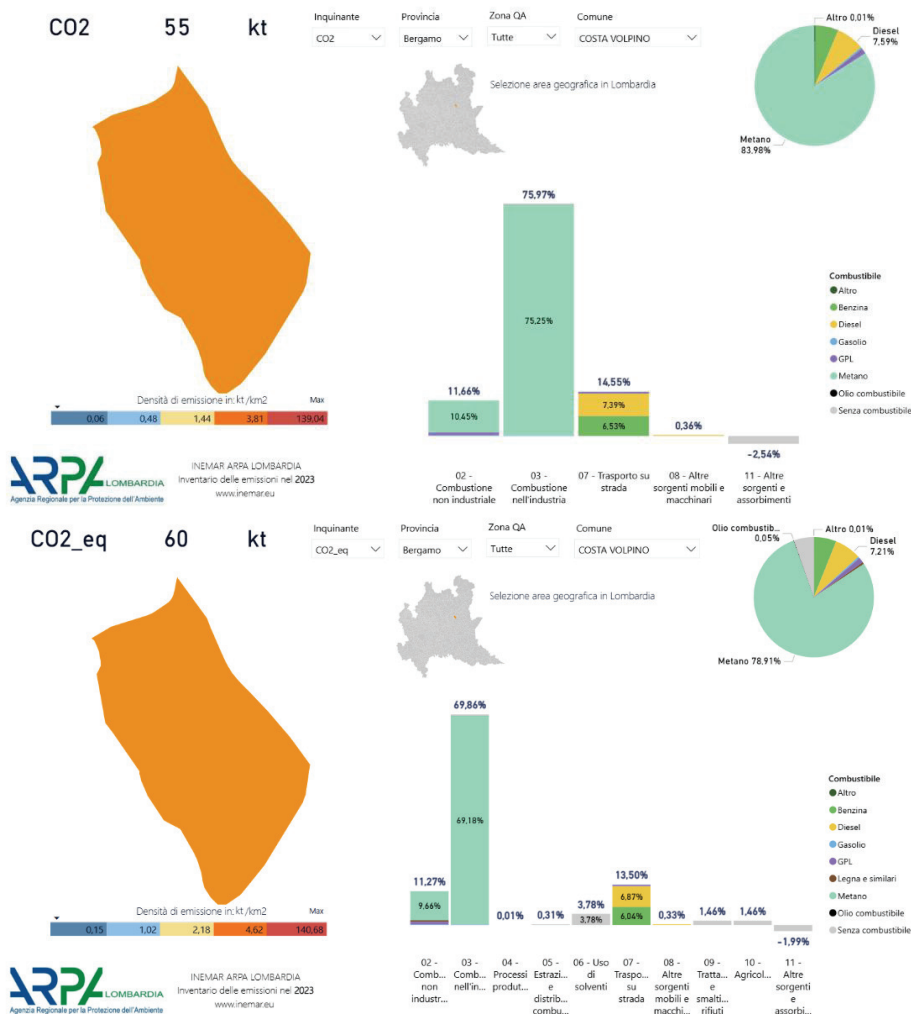 CO2 55 kt
Inquinante Provincia Zona QA Comune
CO2 Bergamo Tutte COSTA VOLPINO
Selezione area geografica in Lombardia
Altro 0,01%
Diesel
7,59%
Metano
83,98%
75,97%
75,25%
11,66%
10,45%
14,55%
7,39%
6,53%
0,36%
-2,54%
02 -
Combustione
non industriale
03 -
Combustione
nell'industria
07 - Trasporto su
strada
08 - Altre
sorgenti mobili e
macchinari
11 - Altre
sorgenti e
assorbimenti
Combustibile
Altro
Benzina
Diesel
Gasolio
GPL
Metano
Olio combustibile
Senza combustibile
Densità di emissione in: kt/km2 Max
0,06 0,48 1,44 3,81 139,04
ARPA LOMBARDIA
Agenzia Regionale per la Protezione dell'Ambiente
INEMAR ARPA LOMBARDIA
Inventario delle emissioni nel 2023
www.inemar.eu
CO2_eq 60 kt
Inquinante Provincia Zona QA Comune
CO2_eq Bergamo Tutte COSTA VOLPINO
Selezione area geografica in Lombardia
Olio combustib...
0,05%
Altro 0,01%
Diesel
7,21%
Metano 78,91%
69,86%
69,18%
11,27%
9,66%
0,01%
0,31%
3,78%
3,78%
13,50%
6,87%
6,04%
0,33%
1,46%
1,46%
-1,99%
02 -
Comb...
non
industr...
03 -
Comb...
nell'in...
04 -
Processi
produt...
05 -
Estrazi...
e
distrib...
combu...
06 - Uso
di
solventi
07 -
Traspo...
su
strada
08 -
Altre
sorgenti
mobili e
macchi...
09 -
Tratta...
e
smalti...
rifiuti
10 -
Agricol...
11 -
Altre
sorgenti
e
assorbi...
Combustibile
Altro
Benzina
Diesel
Gasolio
GPL
Legna e similari
Metano
Olio combustibile
Senza combustibile
Densità di emissione in: kt/km2 Max
0,15 1,02 2,18 4,62 140,68
ARPA LOMBARDIA
Agenzia Regionale per la Protezione dell'Ambiente
INEMAR ARPA LOMBARDIA
Inventario delle emissioni nel 2023
www.inemar.eu